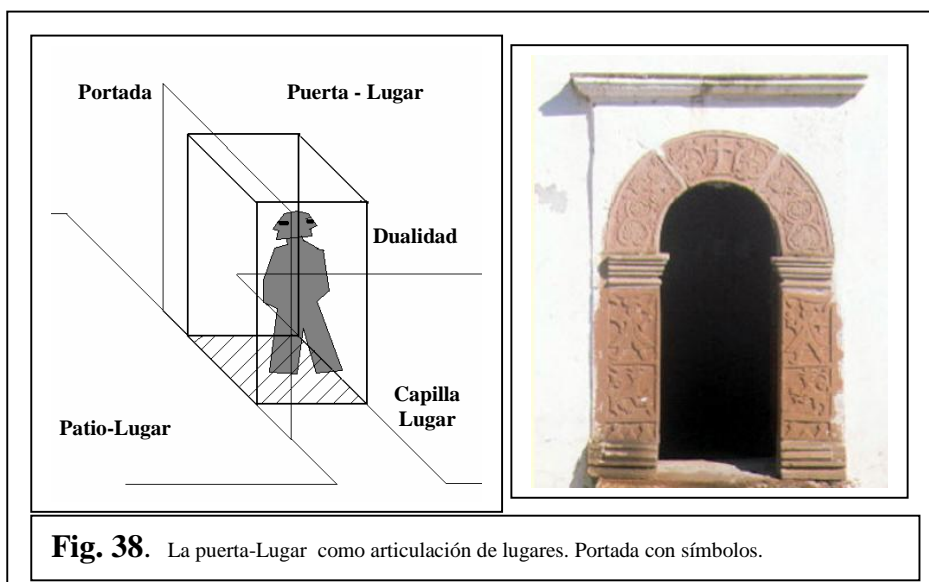 Portada
Puerta - Lugar
Dualidad
Capilla
Lugar
Patio-Lugar
Fig. 38. La puerta-Lugar como articulación de lugares. Portada con símbolos.